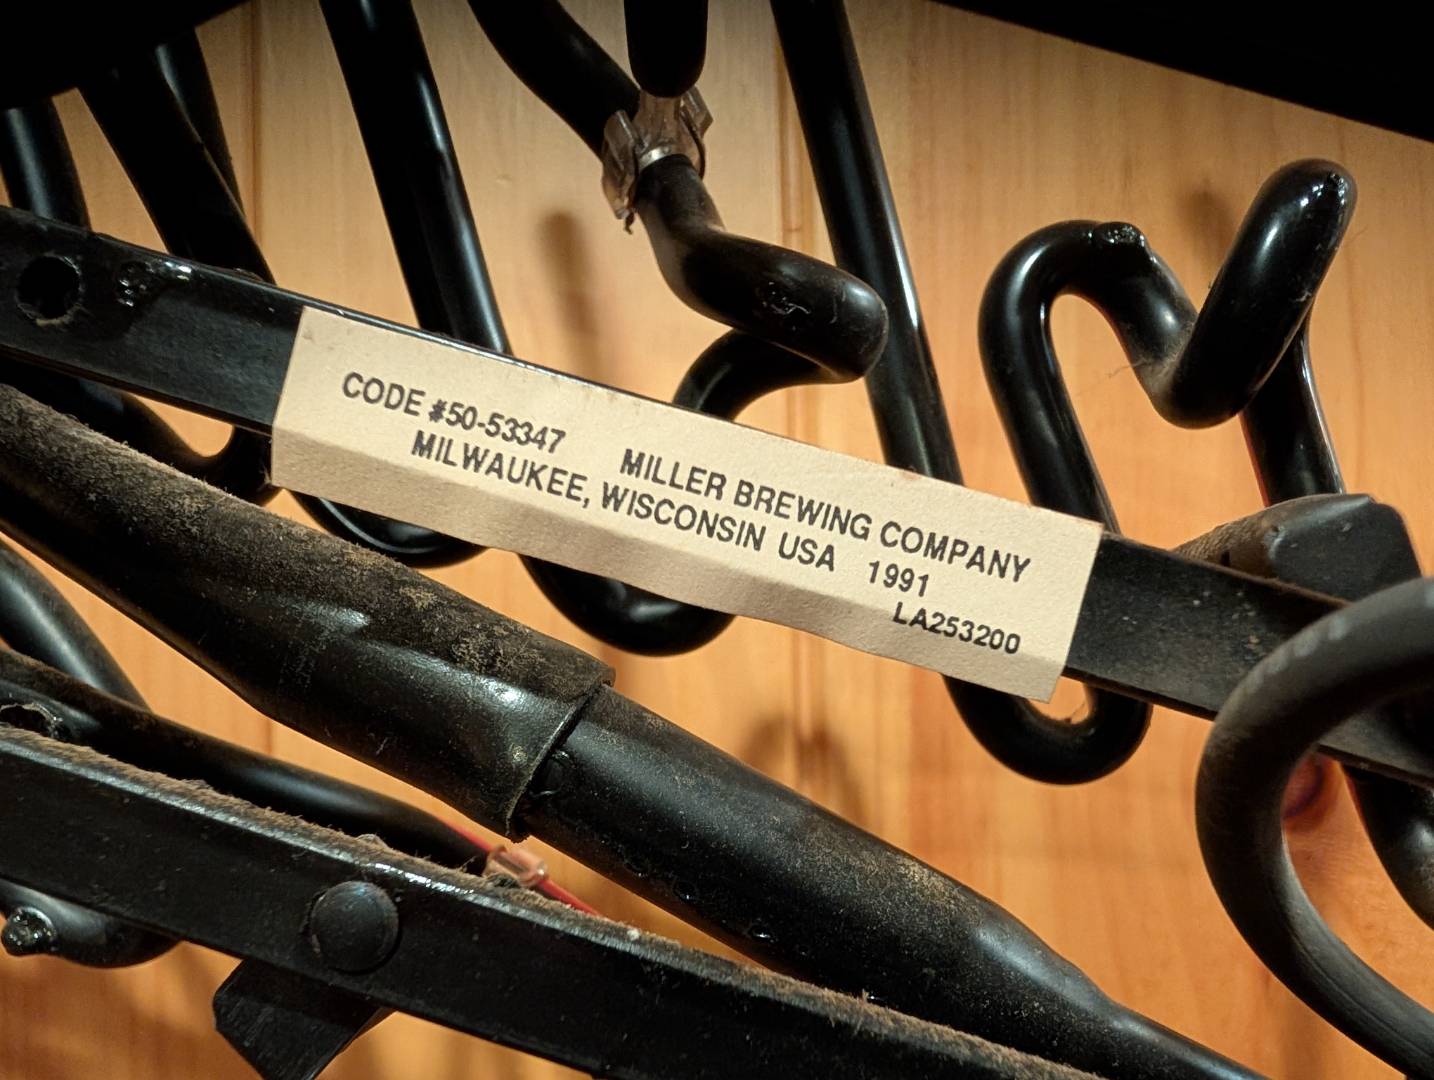 CODE #50-53347 MILLER BREWING COMPANY
MILWAUKEE, WISCONSIN USA 1991
LA253200